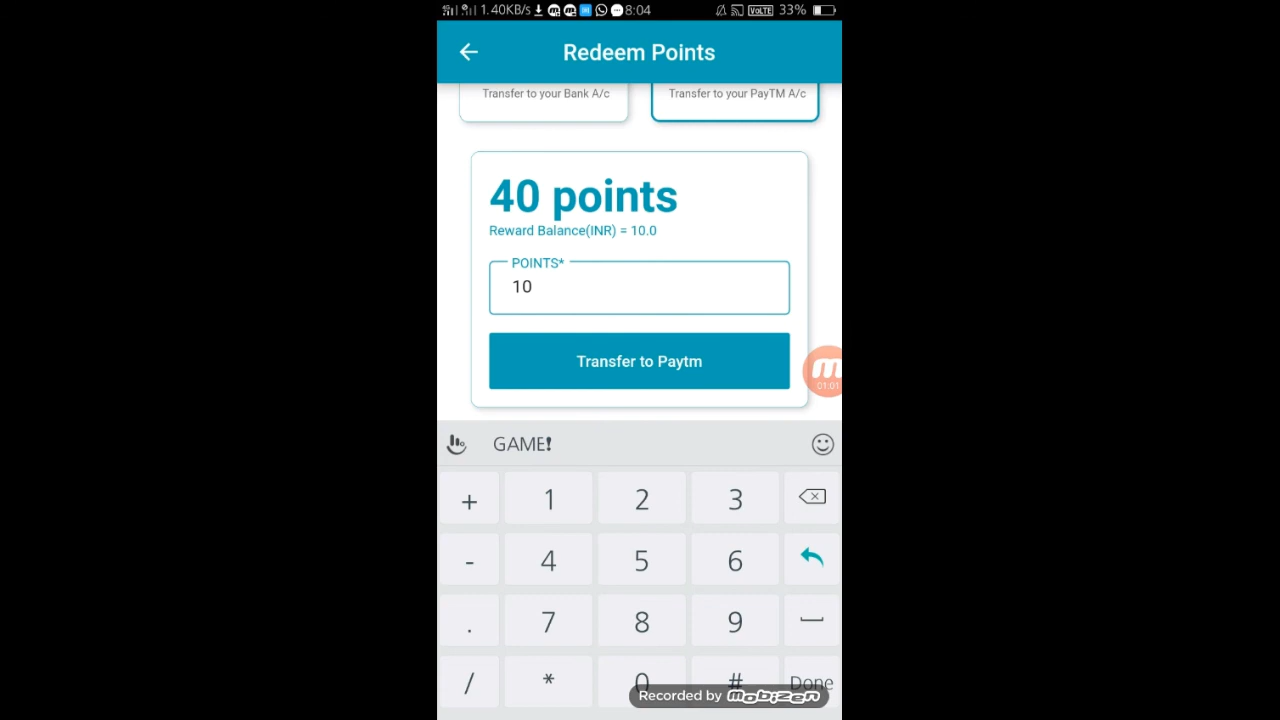 1.40KB/s 8:04 VoLTE 33%
Redeem Points
Transfer to your Bank A/c
Transfer to your PayTM A/c
40 points
Reward Balance(INR) = 10.0
POINTS*
10
Transfer to Paytm
01:01
GAME!
+ 1 2 3
- 4 5 6
. 7 8 9
/ * 0 # Done
Recorded by mobizen